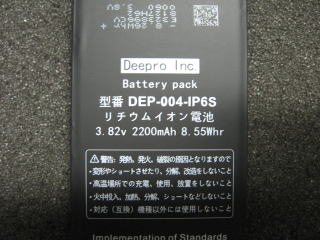 Deepro Inc.
Battery pack
型番 DEP-004-IP6S
リチウムイオン電池
3.82v 2200mAh 8.55Whr
警告：発熱、発火、破裂の原因となりますので
・変形やショートさせたり、分解、改造をしないこと
・高温場所での充電、使用、放置をしないこと
・火中投入、加熱、分解、ショートなどしないこと
・対応（互換）機種以外には使用しないこと
Implementation of Standards